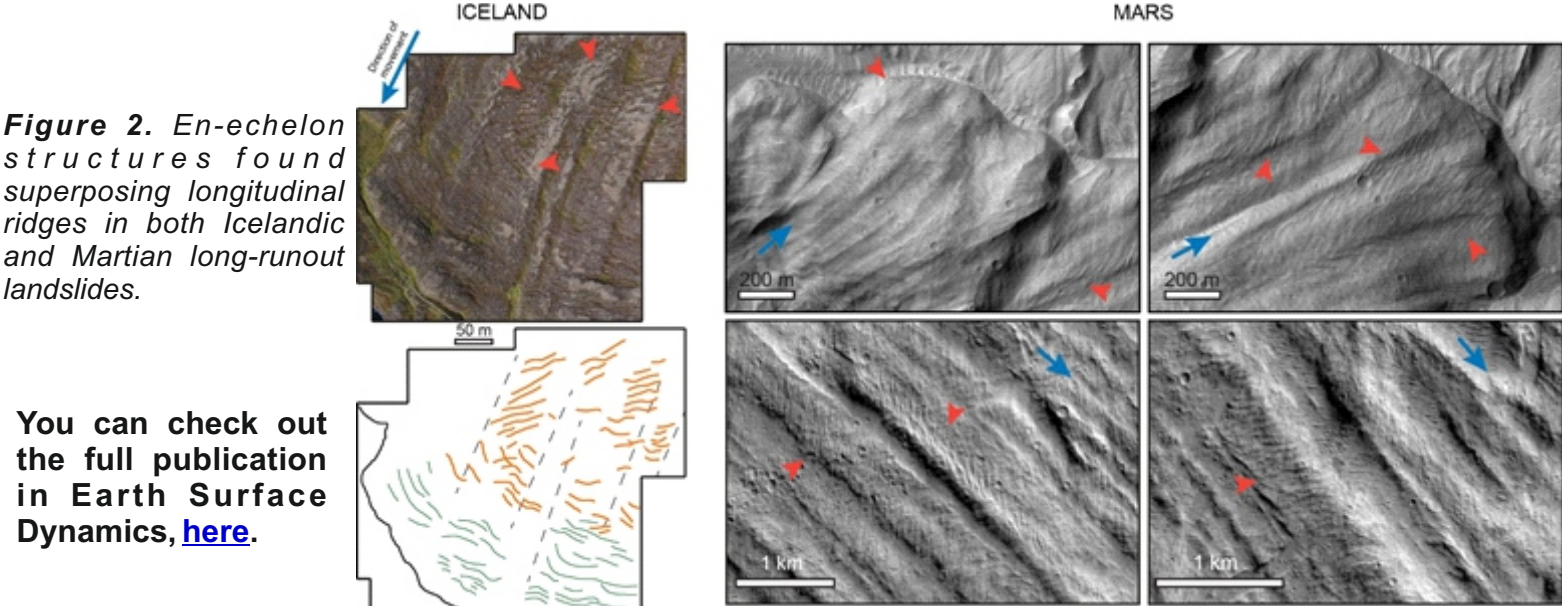 ICELAND
MARS
Direction of
movement
Figure 2. En-echelon
structures found
superposing longitudinal
ridges in both Icelandic
and Martian long-runout
landslides.
200 m
200 m
50 m
You can check out
the full publication
in Earth Surface
Dynamics, here.
1 km
1 km